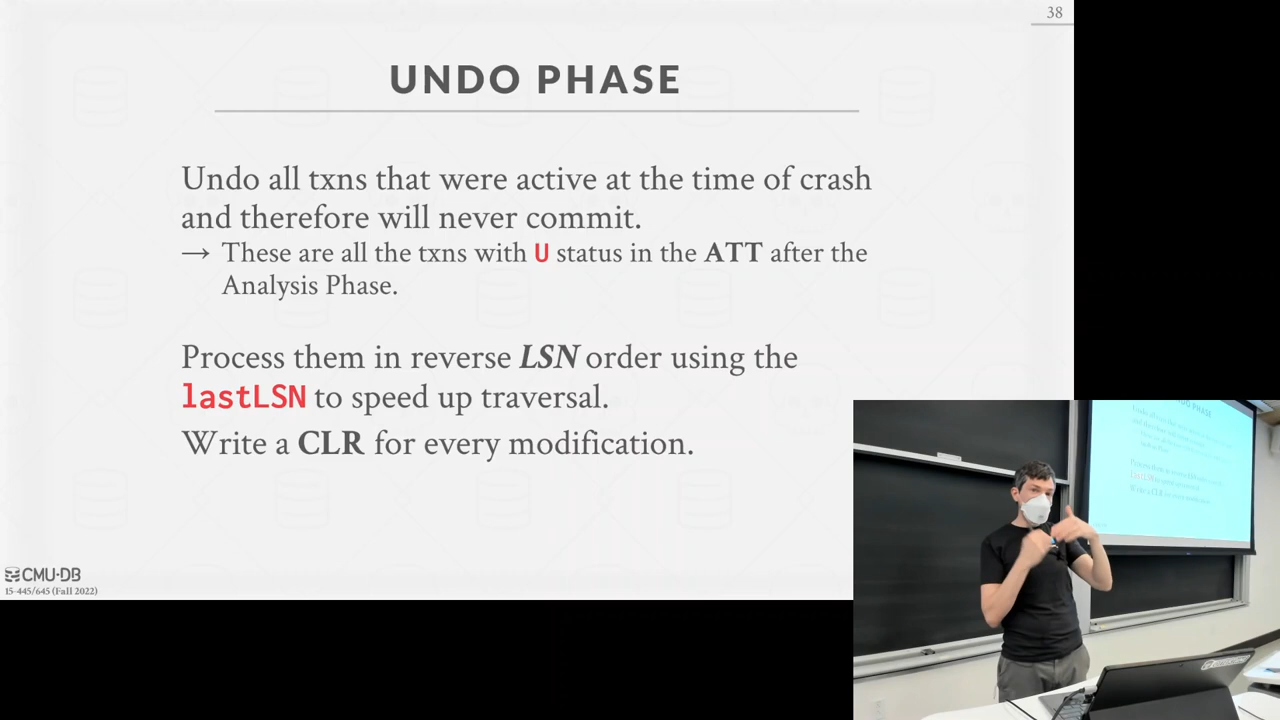 38
UNDO PHASE
Undo all txns that were active at the time of crash
and therefore will never commit.
→ These are all the txns with U status in the ATT after the
Analysis Phase.
Process them in reverse LSN order using the
lastLSN to speed up traversal.
Write a CLR for every modification.
CMU·DB
15-445/645 (Fall 2022)